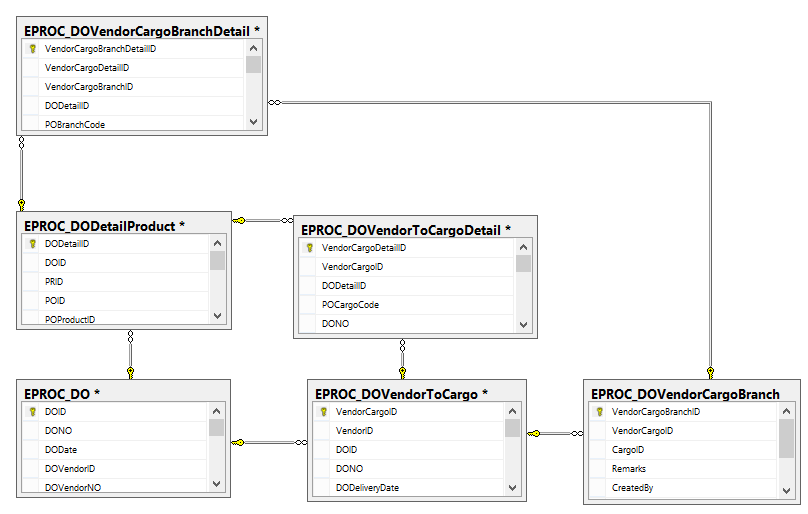 EPROC_DOVendorCargoBranchDetail *
VendorCargoBranchDetailID
VendorCargoDetailID
VendorCargoBranchID
DODetailID
POBranchCode
EPROC_DODetailProduct *
DODetailID
DOID
PRID
POID
POProductID
EPROC_DOVendorToCargoDetail *
VendorCargoDetailID
VendorCargoID
DODetailID
POCargoCode
DONO
EPROC_DO *
DOID
DONO
DODate
DOVendorID
DOVendorNO
EPROC_DOVendorToCargo *
VendorCargoID
VendorID
DOID
DONO
DODeliveryDate
EPROC_DOVendorCargoBranch
VendorCargoBranchID
VendorCargoID
CargoID
Remarks
CreatedBy